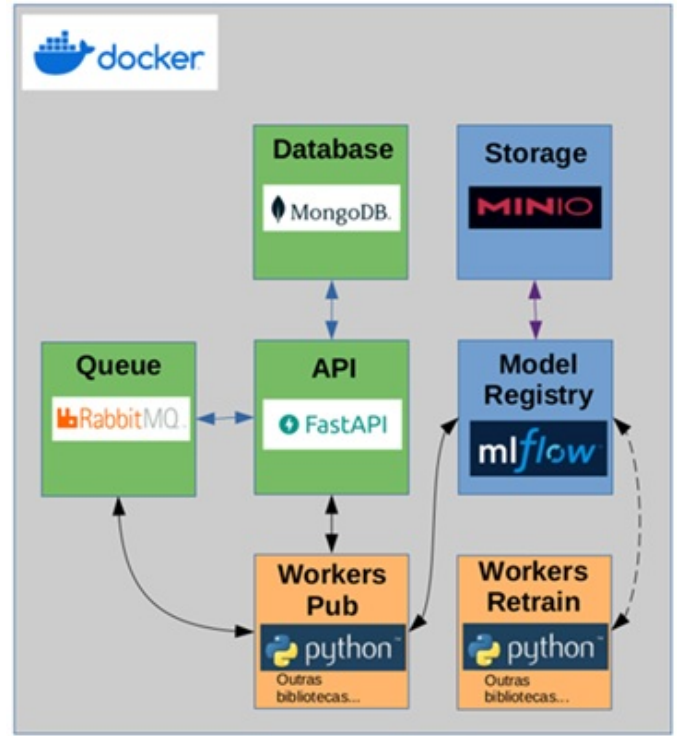 docker
Database
MongoDB.
Storage
MINIO
Queue
RabbitMQ
API
FastAPI
Model
Registry
mlflow
Workers
Pub
python
Outras
bibliotecas...
Workers
Retrain
python
Outras
bibliotecas...